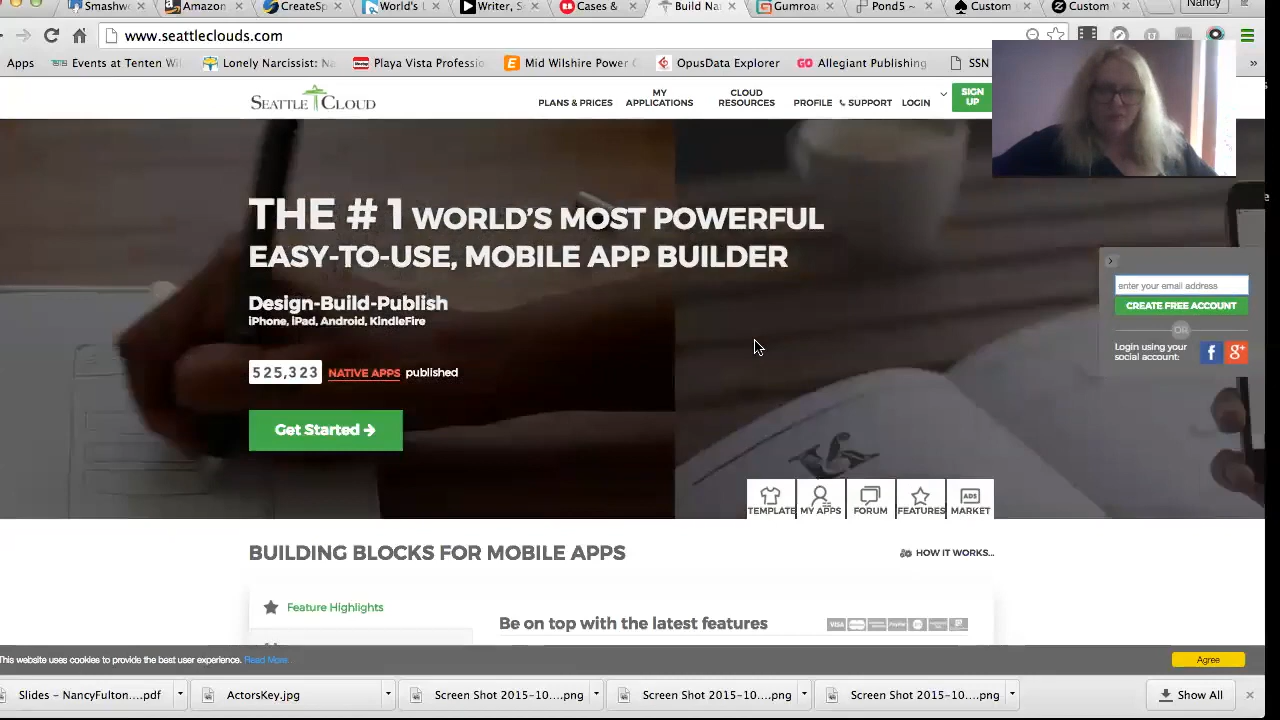 Smashwo
Amazon
CreateSp
World's L
Writer, S
Cases &
Build Na
Gumroa
Pond5 ~
Custom
Custom
Nancy
www.seattleclouds.com
Apps
Events at Tenten Wil
Lonely Narcissist: N
Playa Vista Professio
Mid Wilshire Power C
OpusData Explorer
GO Allegiant Publishing
SSN
»
SEATTLE CLOUD
PLANS & PRICES
MY APPLICATIONS
CLOUD RESOURCES
PROFILE
SUPPORT
LOGIN
SIGN UP
THE # 1 WORLD'S MOST POWERFUL
EASY-TO-USE, MOBILE APP BUILDER
Design-Build-Publish
iPhone, iPad, Android, KindleFire
525,323 NATIVE APPS published
Get Started
enter your email address
CREATE FREE ACCOUNT
OR
Login using your
social account:
f g+
TEMPLATE
MY APPS
FORUM
FEATURES
ADS
MARKET
BUILDING BLOCKS FOR MOBILE APPS
HOW IT WORKS...
Feature Highlights
Be on top with the latest features
VISA
This website uses cookies to provide the best user experience. Read More.
Agree
Slides – NancyFulton....pdf
ActorsKey.jpg
Screen Shot 2015-10....png
Screen Shot 2015-10....png
Screen Shot 2015-10....png
Show All